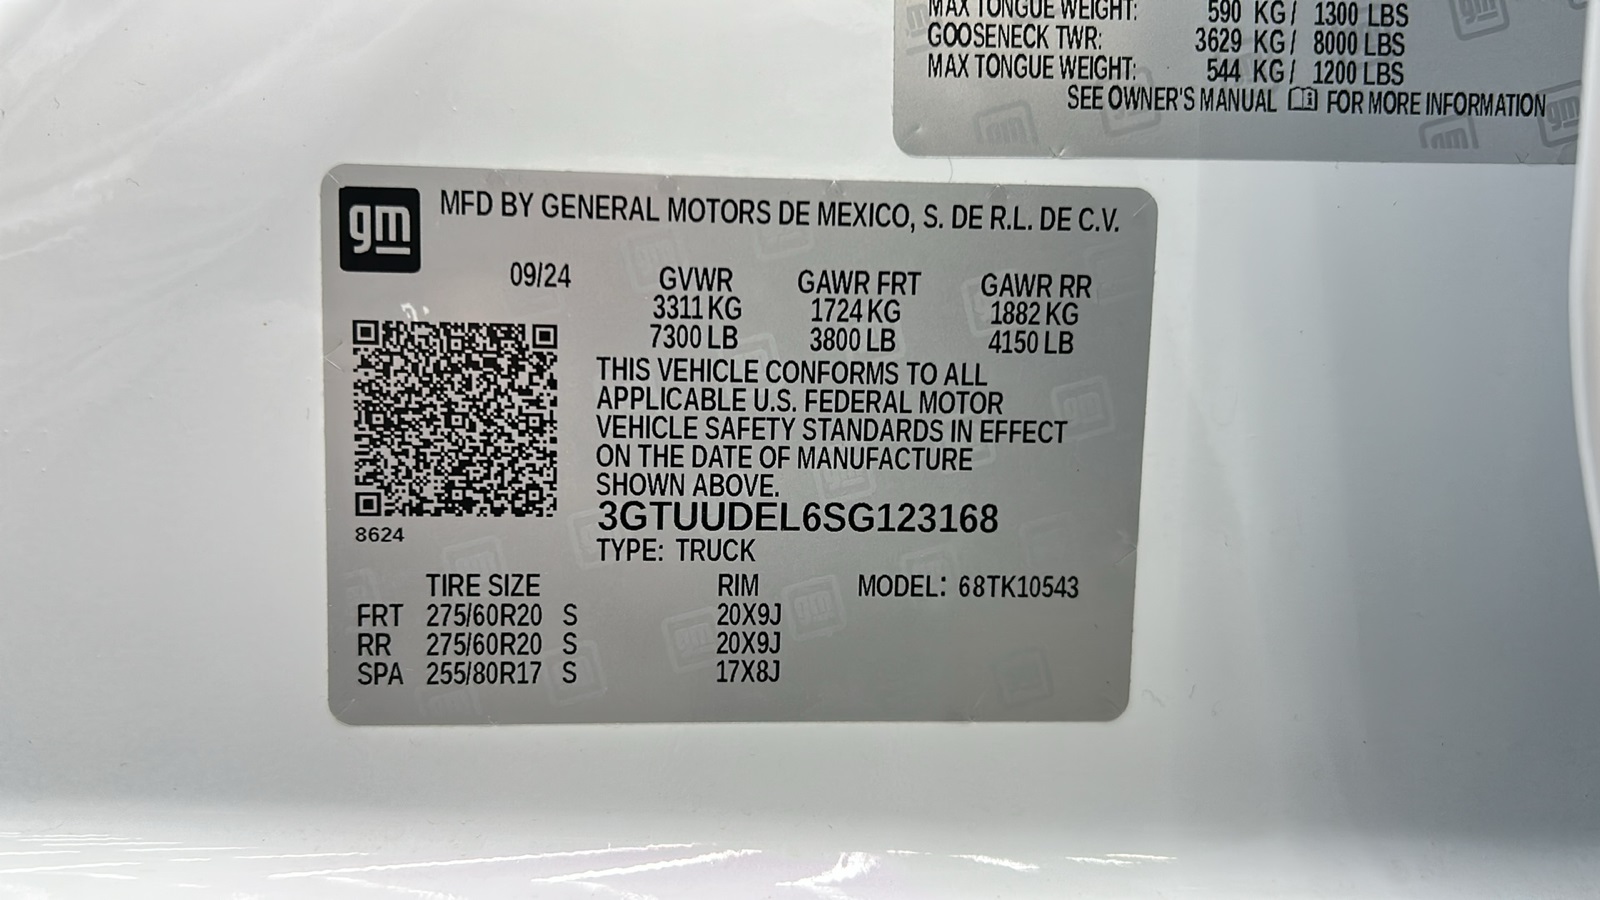 MAX TONGUE WEIGHT: 590 KG/ 1300 LBS
GOOSENECK TWR: 3629 KG/ 8000 LBS
MAX TONGUE WEIGHT: 544 KG/ 1200 LBS
SEE OWNER'S MANUAL FOR MORE INFORMATION
gm MFD BY GENERAL MOTORS DE MEXICO, S. DE R.L. DE C.V.
09/24 GVWR GAWR FRT GAWR RR
3311 KG 1724 KG 1882 KG
7300 LB 3800 LB 4150 LB
THIS VEHICLE CONFORMS TO ALL
APPLICABLE U.S. FEDERAL MOTOR
VEHICLE SAFETY STANDARDS IN EFFECT
ON THE DATE OF MANUFACTURE
SHOWN ABOVE.
3GTUUDEL6SG123168
8624
TYPE: TRUCK
TIRE SIZE RIM MODEL: 68TK10543
FRT 275/60R20 S 20X9J
RR 275/60R20 S 20X9J
SPA 255/80R17 S 17X8J